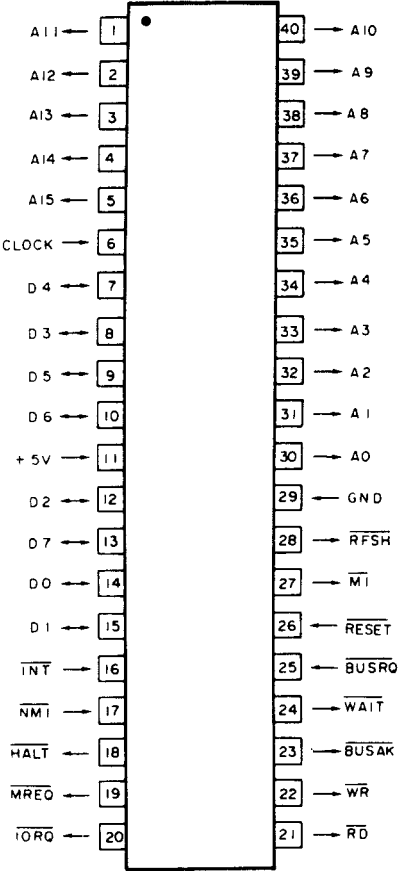 A11 1 40 A10
A12 2 39 A9
A13 3 38 A8
A14 4 37 A7
A15 5 36 A6
CLOCK 6 35 A5
D4 7 34 A4
D3 8 33 A3
D5 9 32 A2
D6 10 31 A1
+5V 11 30 A0
D2 12 29 GND
D7 13 28 RFSH
D0 14 27 M1
D1 15 26 RESET
INT 16 25 BUSRQ
NMI 17 24 WAIT
HALT 18 23 BUSAK
MREQ 19 22 WR
IORQ 20 21 RD